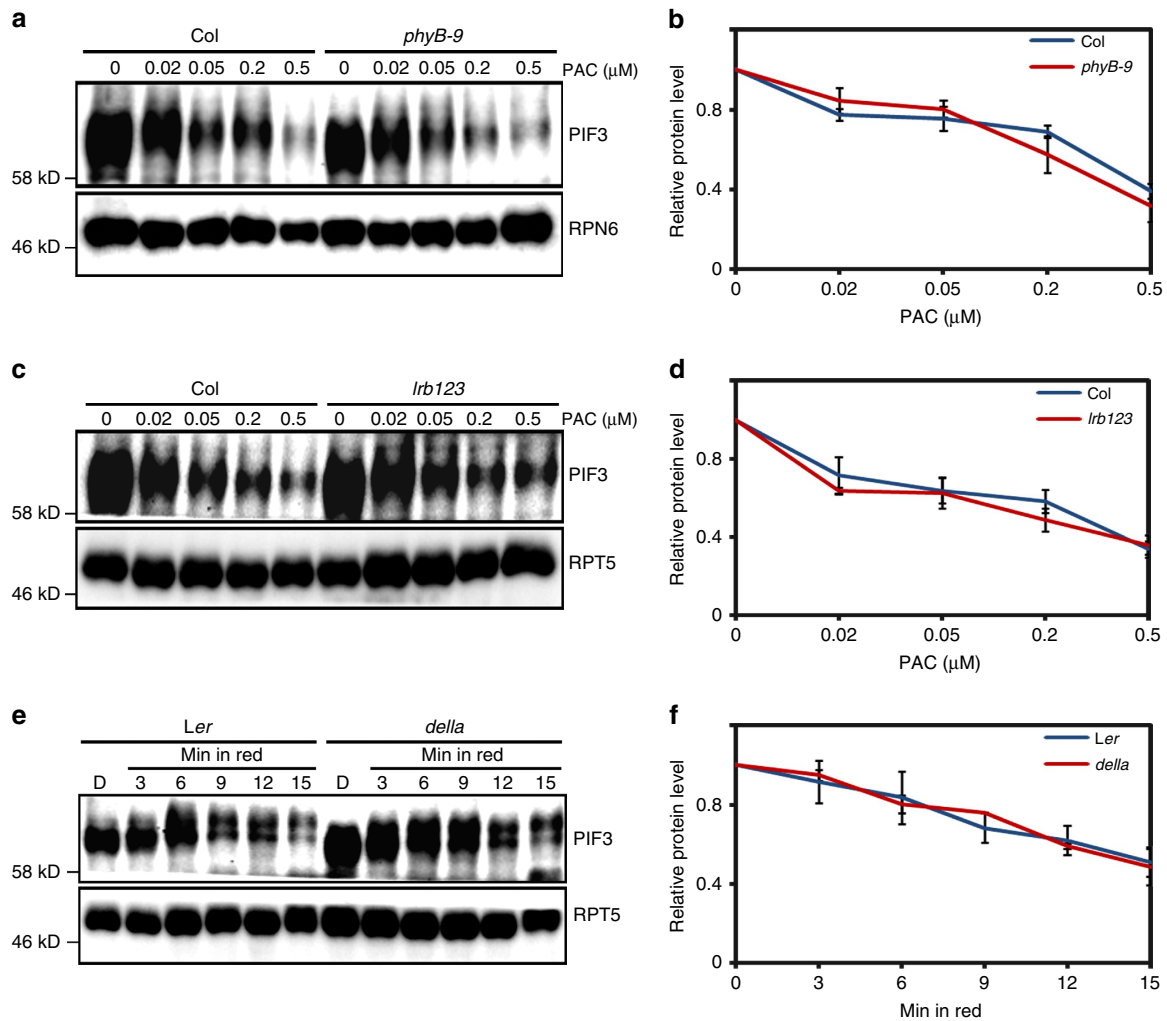 a
Col phyB-9
0 0.02 0.05 0.2 0.5 0 0.02 0.05 0.2 0.5 PAC (μM)
PIF3
58 kD
RPN6
46 kD
b
Col
phyB-9
Relative protein level
0.8
0.4
0
0 0.02 0.05 0.2 0.5
PAC (μM)
c
Col lrb123
0 0.02 0.05 0.2 0.5 0 0.02 0.05 0.2 0.5 PAC (μM)
PIF3
58 kD
RPT5
46 kD
d
Col
lrb123
Relative protein level
0.8
0.4
0
0 0.02 0.05 0.2 0.5
PAC (μM)
e
Ler della
Min in red Min in red
D 3 6 9 12 15 D 3 6 9 12 15
PIF3
58 kD
RPT5
46 kD
f
Ler
della
Relative protein level
0.8
0.4
0
0 3 6 9 12 15
Min in red